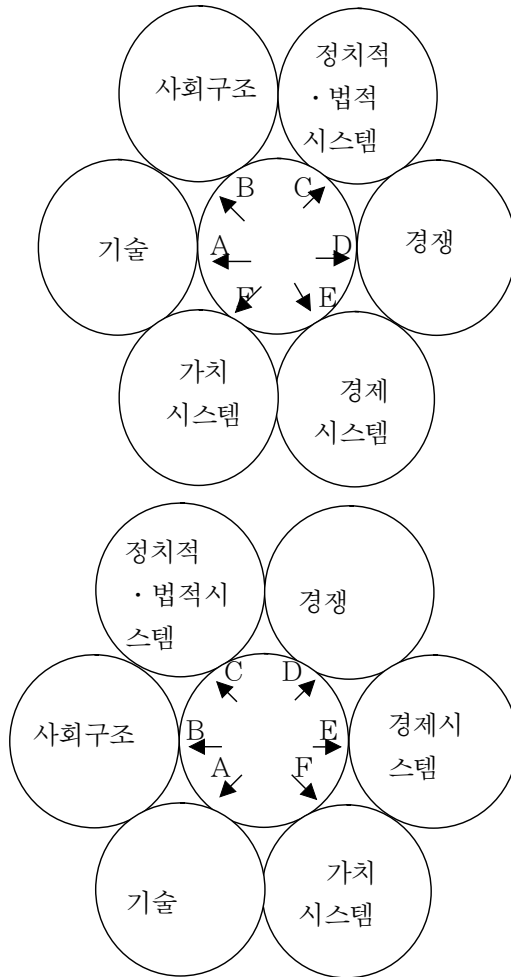 사회구조
정치적
·법적
시스템
B
C
기술
A
D
경쟁
F
E
가치
시스템
경제
시스템
정치적
·법적시
스템
경쟁
C
D
사회구조
B
E
경제시
스템
A
F
기술
가치
시스템